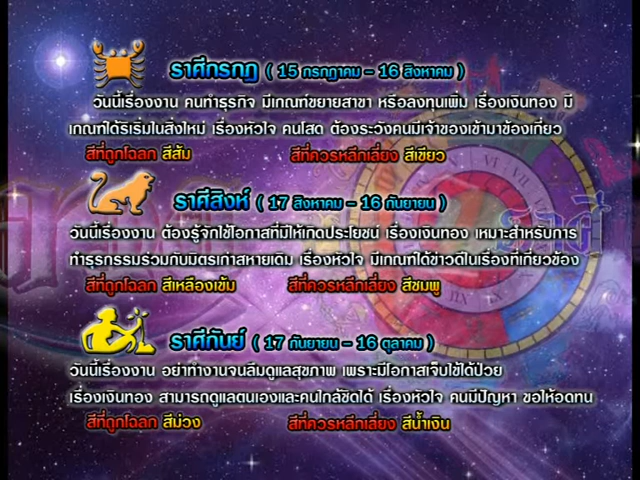 ราศีกรกฎ ( 15 กรกฎาคม - 16 สิงหาคม )
วันนี้เรื่องงาน คนทำธุรกิจ มีเกณฑ์ขยายสาขา หรือลงทุนเพิ่ม เรื่องเงินทอง มี
เกณฑ์ได้ริเริ่มในสิ่งใหม่ เรื่องหัวใจ คนโสด ต้องระวังคนมีเจ้าของเข้ามาข้องเกี่ยว
สีที่ถูกโฉลก สีส้ม สีที่ควรหลีกเลี่ยง สีเขียว
ราศีสิงห์ ( 17 สิงหาคม - 16 กันยายน )
วันนี้เรื่องงาน ต้องรู้จักใช้โอกาสที่มีให้เกิดประโยชน์ เรื่องเงินทอง เหมาะสำหรับการ
ทำธุรกรรมร่วมกับมิตรเก่าสหายเดิม เรื่องหัวใจ มีเกณฑ์ได้ข่าวดีในเรื่องที่เกี่ยวข้อง
สีที่ถูกโฉลก สีเหลืองเข้ม สีที่ควรหลีกเลี่ยง สีชมพู
ราศีกันย์ ( 17 กันยายน - 16 ตุลาคม )
วันนี้เรื่องงาน อย่าทำงานจนลืมดูแลสุขภาพ เพราะมีโอกาสเจ็บไข้ได้ป่วย
เรื่องเงินทอง สามารถดูแลตนเองและคนใกล้ชิดได้ เรื่องหัวใจ คนมีปัญหา ขอให้อดทน
สีที่ถูกโฉลก สีม่วง สีที่ควรหลีกเลี่ยง สีน้ำเงิน